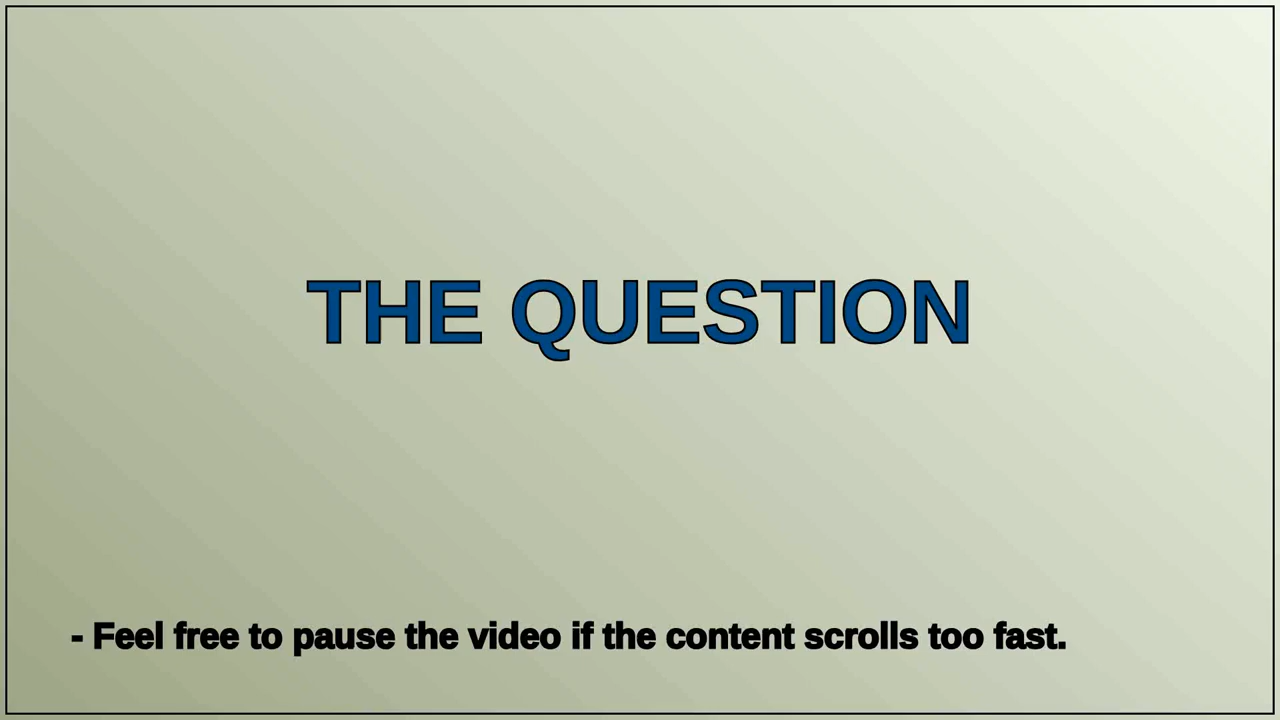 THE QUESTION
- Feel free to pause the video if the content scrolls too fast.